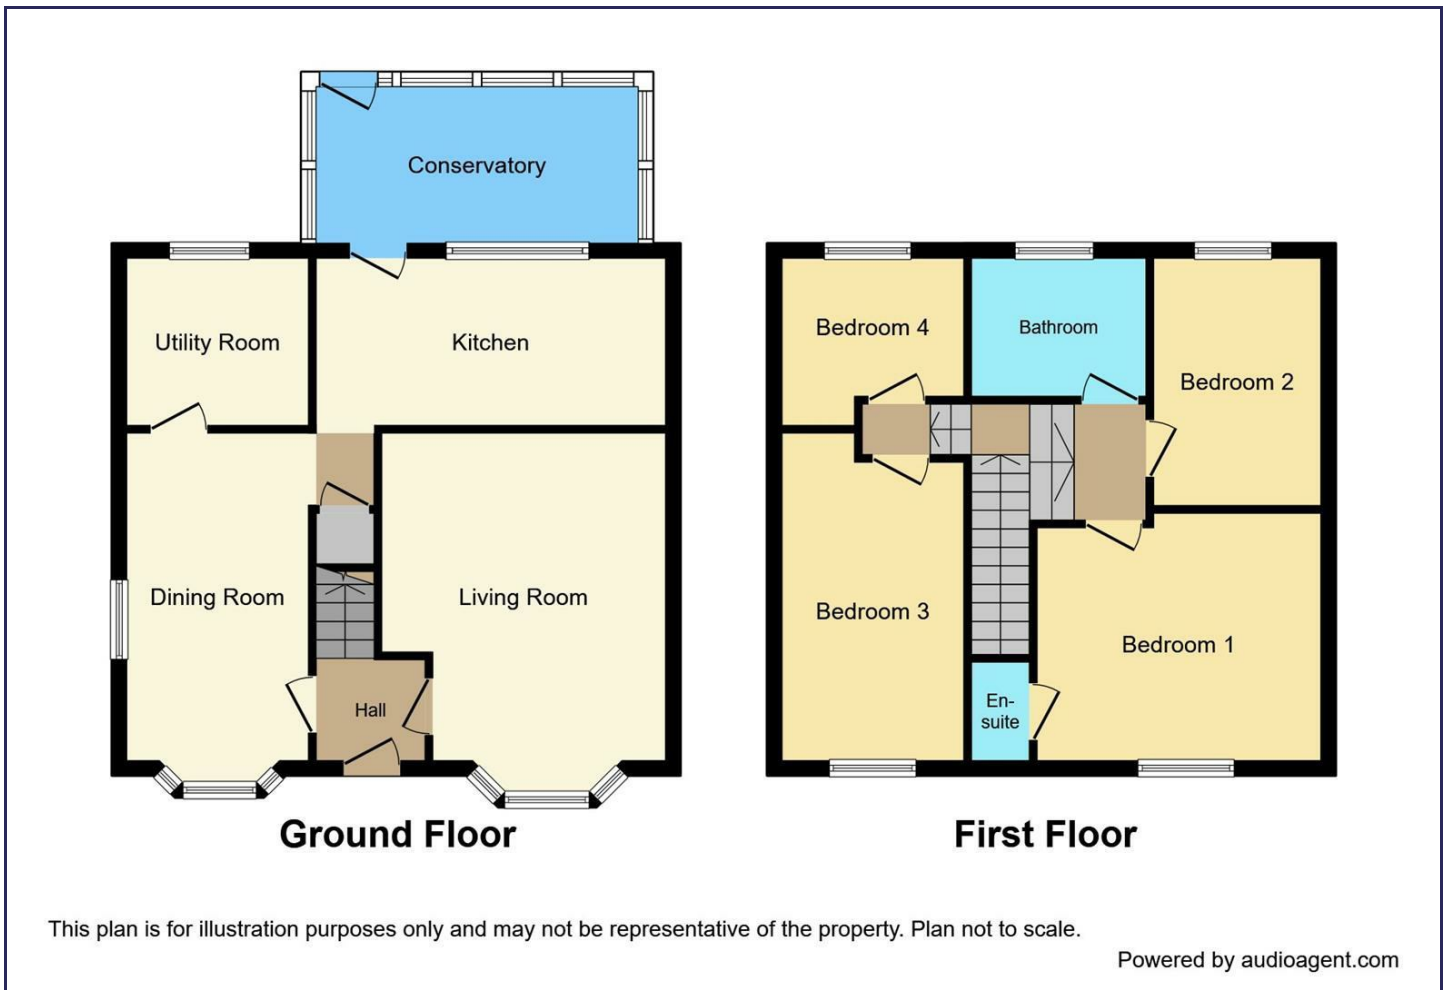 Conservatory
Utility Room
Kitchen
Dining Room
Living Room
Hall
Ground Floor
Bedroom 4
Bathroom
Bedroom 2
Bedroom 3
Bedroom 1
En-
suite
First Floor
This plan is for illustration purposes only and may not be representative of the property. Plan not to scale.
Powered by audioagent.com